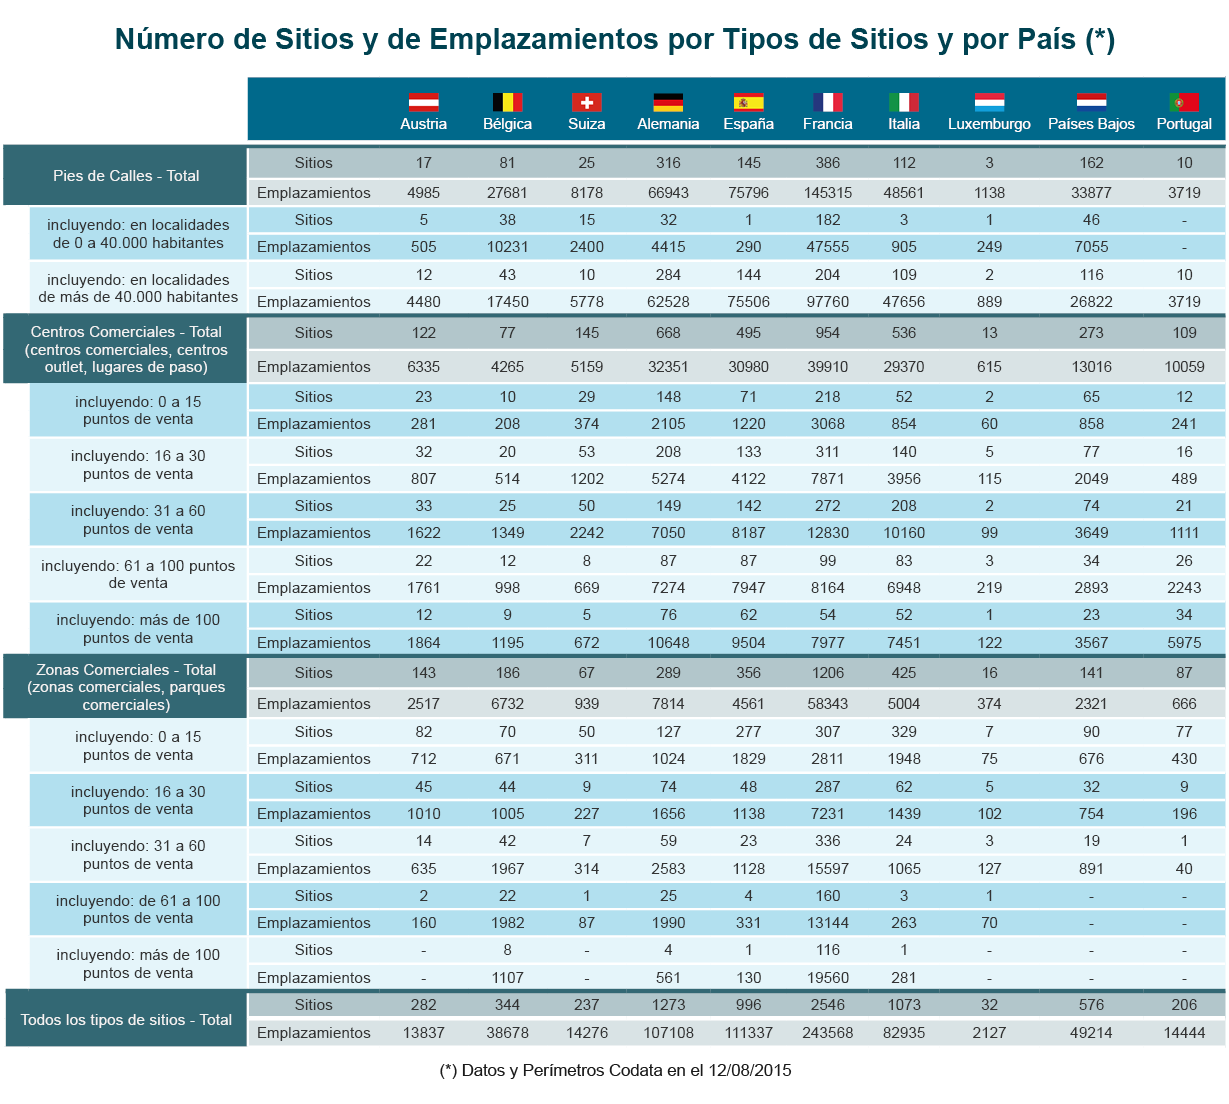 Número de Sitios y de Emplazamientos por Tipos de Sitios y por País (*)
Austria Bélgica Suiza Alemania España Francia Italia Luxemburgo Países Bajos Portugal
Pies de Calles - Total
Sitios 17 81 25 316 145 386 112 3 162 10
Emplazamientos 4985 27681 8178 66943 75796 145315 48561 1138 33877 3719
incluyendo: en localidades
de 0 a 40.000 habitantes
Sitios 5 38 15 32 1 182 3 1 46 -
Emplazamientos 505 10231 2400 4415 290 47555 905 249 7055 -
incluyendo: en localidades
de más de 40.000 habitantes
Sitios 12 43 10 284 144 204 109 2 116 10
Emplazamientos 4480 17450 5778 62528 75506 97760 47656 889 26822 3719
Centros Comerciales - Total
(centros comerciales, centros
outlet, lugares de paso)
Sitios 122 77 145 668 495 954 536 13 273 109
Emplazamientos 6335 4265 5159 32351 30980 39910 29370 615 13016 10059
incluyendo: 0 a 15
puntos de venta
Sitios 23 10 29 148 71 218 52 2 65 12
Emplazamientos 281 208 374 2105 1220 3068 854 60 858 241
incluyendo: 16 a 30
puntos de venta
Sitios 32 20 53 208 133 311 140 5 77 16
Emplazamientos 807 514 1202 5274 4122 7871 3956 115 2049 489
incluyendo: 31 a 60
puntos de venta
Sitios 33 25 50 149 142 272 208 2 74 21
Emplazamientos 1622 1349 2242 7050 8187 12830 10160 99 3649 1111
incluyendo: 61 a 100 puntos
de venta
Sitios 22 12 8 87 87 99 83 3 34 26
Emplazamientos 1761 998 669 7274 7947 8164 6948 219 2893 2243
incluyendo: más de 100
puntos de venta
Sitios 12 9 5 76 62 54 52 1 23 34
Emplazamientos 1864 1195 672 10648 9504 7977 7451 122 3567 5975
Zonas Comerciales - Total
(zonas comerciales, parques
comerciales)
Sitios 143 186 67 289 356 1206 425 16 141 87
Emplazamientos 2517 6732 939 7814 4561 58343 5004 374 2321 666
incluyendo: 0 a 15
puntos de venta
Sitios 82 70 50 127 277 307 329 7 90 77
Emplazamientos 712 671 311 1024 1829 2811 1948 75 676 430
incluyendo: 16 a 30
puntos de venta
Sitios 45 44 9 74 48 287 62 5 32 9
Emplazamientos 1010 1005 227 1656 1138 7231 1439 102 754 196
incluyendo: 31 a 60
puntos de venta
Sitios 14 42 7 59 23 336 24 3 19 1
Emplazamientos 635 1967 314 2583 1128 15597 1065 127 891 40
incluyendo: de 61 a 100
puntos de venta
Sitios 2 22 1 25 4 160 3 1 - -
Emplazamientos 160 1982 87 1990 331 13144 263 70 - -
incluyendo: más de 100
puntos de venta
Sitios - 8 - 4 1 116 1 - - -
Emplazamientos - 1107 - 561 130 19560 281 - - -
Todos los tipos de sitios - Total
Sitios 282 344 237 1273 996 2546 1073 32 576 206
Emplazamientos 13837 38678 14276 107108 111337 243568 82935 2127 49214 14444
(*) Datos y Perímetros Codata en el 12/08/2015